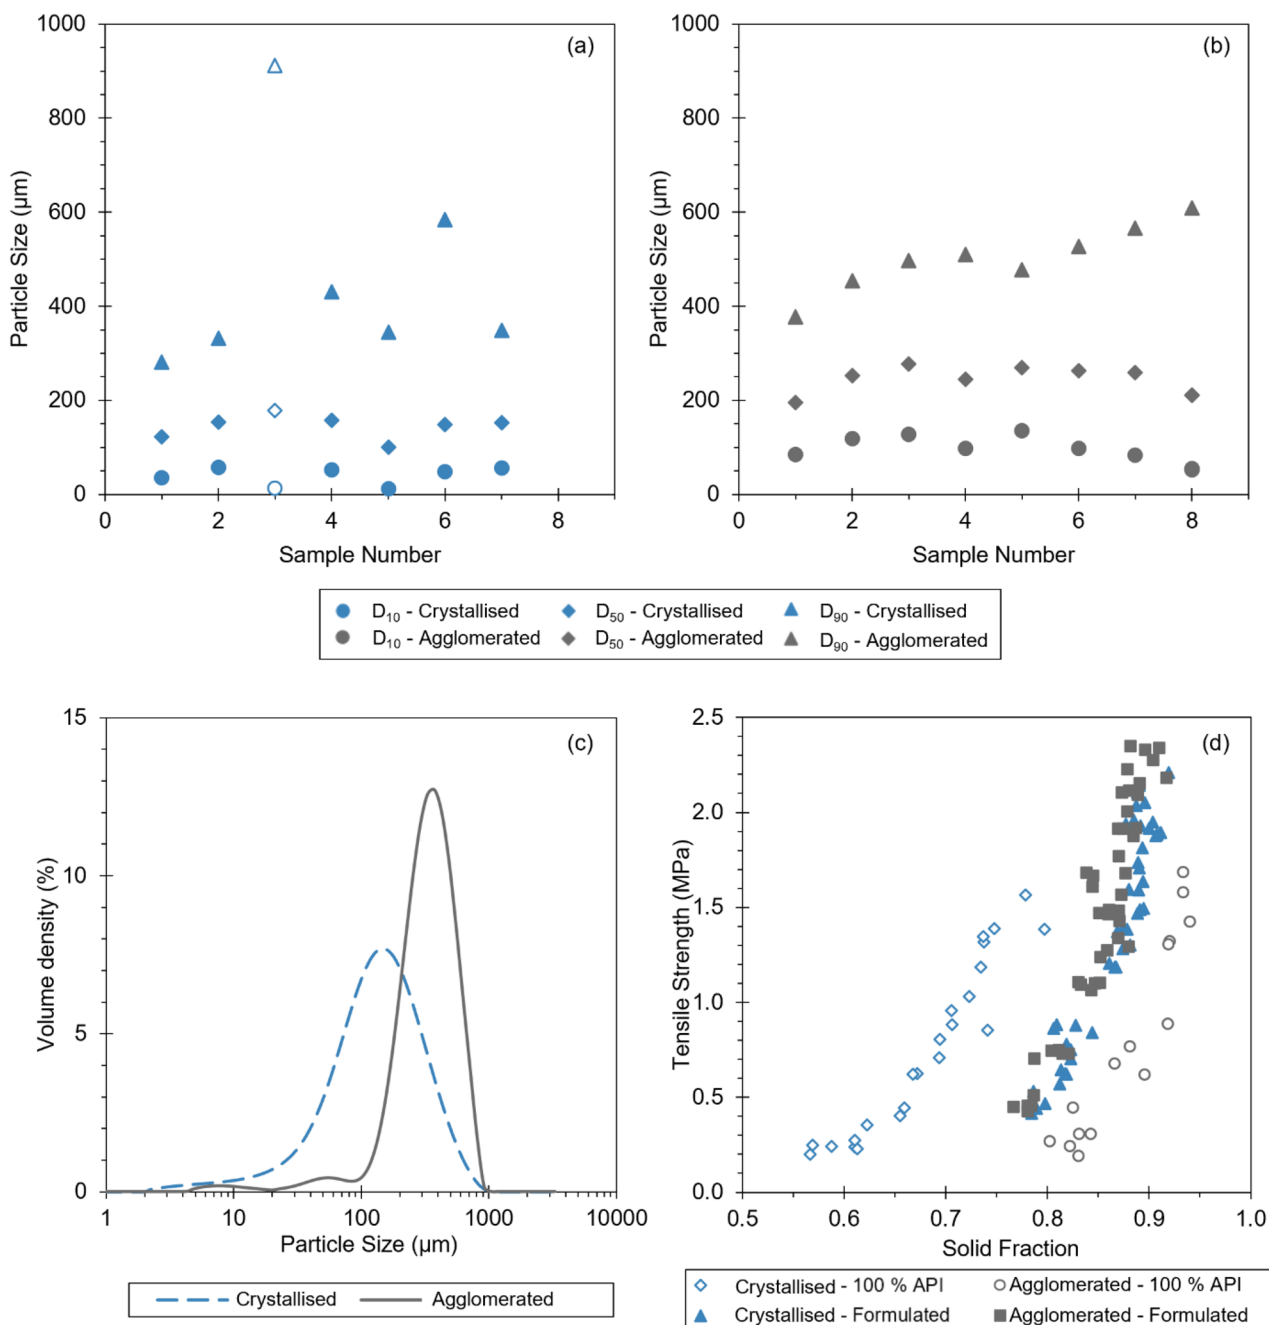 (a)
1000
800
600
400
200
0
Particle Size (µm)
0 2 4 6 8
Sample Number
(b)
1000
800
600
400
200
0
Particle Size (µm)
0 2 4 6 8
Sample Number
D10 - Crystallised D50 - Crystallised D90 - Crystallised
D10 - Agglomerated D50 - Agglomerated D90 - Agglomerated
(c)
15
10
5
0
Volume density (%)
1 10 100 1000 10000
Particle Size (µm)
Crystallised Agglomerated
(d)
2.5
2.0
1.5
1.0
0.5
0.0
Tensile Strength (MPa)
0.5 0.6 0.7 0.8 0.9 1.0
Solid Fraction
Crystallised - 100 % API Agglomerated - 100 % API
Crystallised - Formulated Agglomerated - Formulated